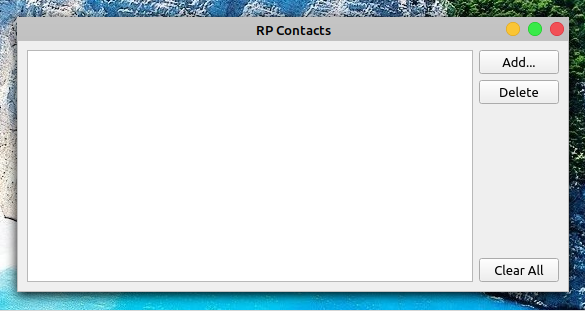 RP Contacts
Add...
Delete
Clear All